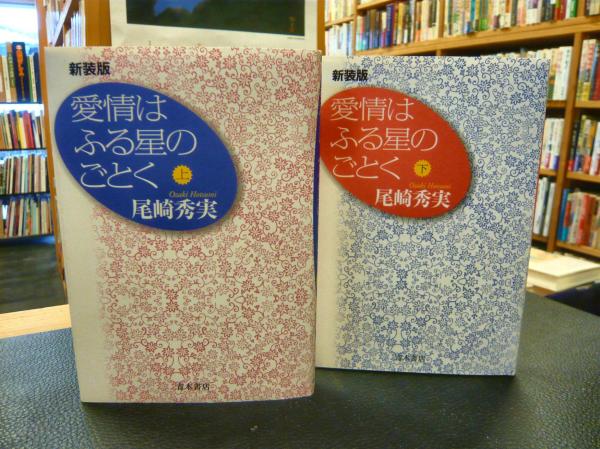 新装版
愛情は
ふる星の
ごとく 上
Ozaki Hotsumi
尾崎秀実
青木書店
新装版
愛情は
ふる星の
ごとく 下
Ozaki Hotsumi
尾崎秀実
青木書店